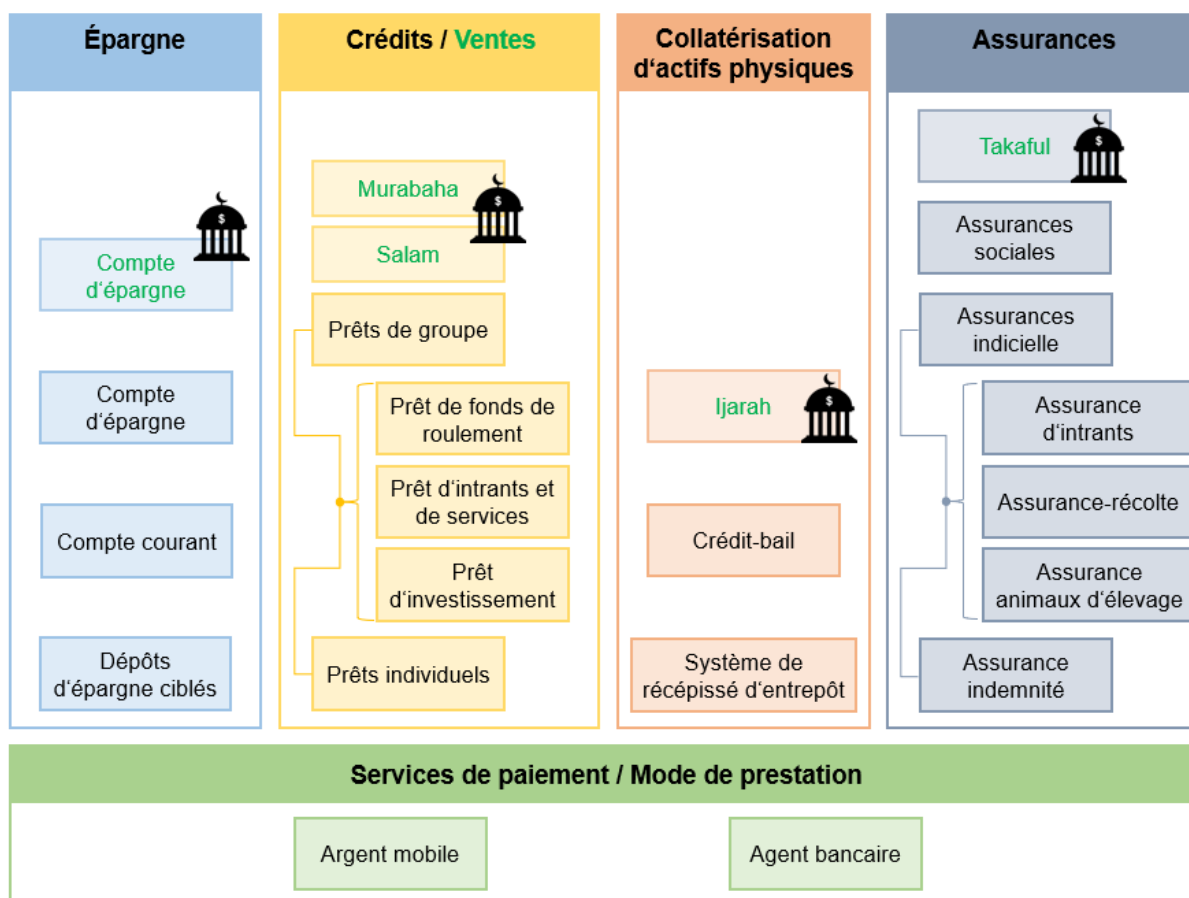 Épargne
Compte
d‘épargne
Compte
d‘épargne
Compte courant
Dépôts
d‘épargne ciblés
Crédits / Ventes
Murabaha
$
Salam
Prêts de groupe
Prêt de fonds de
roulement
Prêt d‘intrants et
de services
Prêt
d‘investissement
Prêts individuels
Collatérisation
d‘actifs physiques
Ijarah
$
Crédit-bail
Système de
récépissé d‘entrepôt
Assurances
Takaful
$
Assurances
sociales
Assurances
indicielle
Assurance
d‘intrants
Assurance-récolte
Assurance
animaux d‘élevage
Assurance
indemnité
$
Services de paiement / Mode de prestation
Argent mobile
Agent bancaire